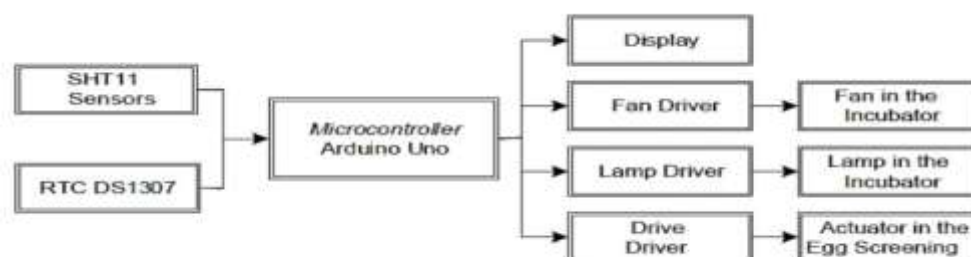 SHT11
Sensors
RTC DS1307
Microcontroller
Arduino Uno
Display
Fan Driver
Fan in the
Incubator
Lamp Driver
Lamp in the
Incubator
Drive
Driver
Actuator in the
Egg Screening